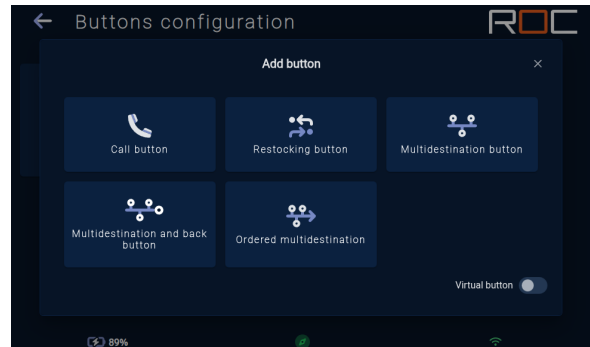 Buttons configuration
ROC
Add button
Call button
Restocking button
Multidestination button
Multidestination and back
button
Ordered multidestination
Virtual button
89%